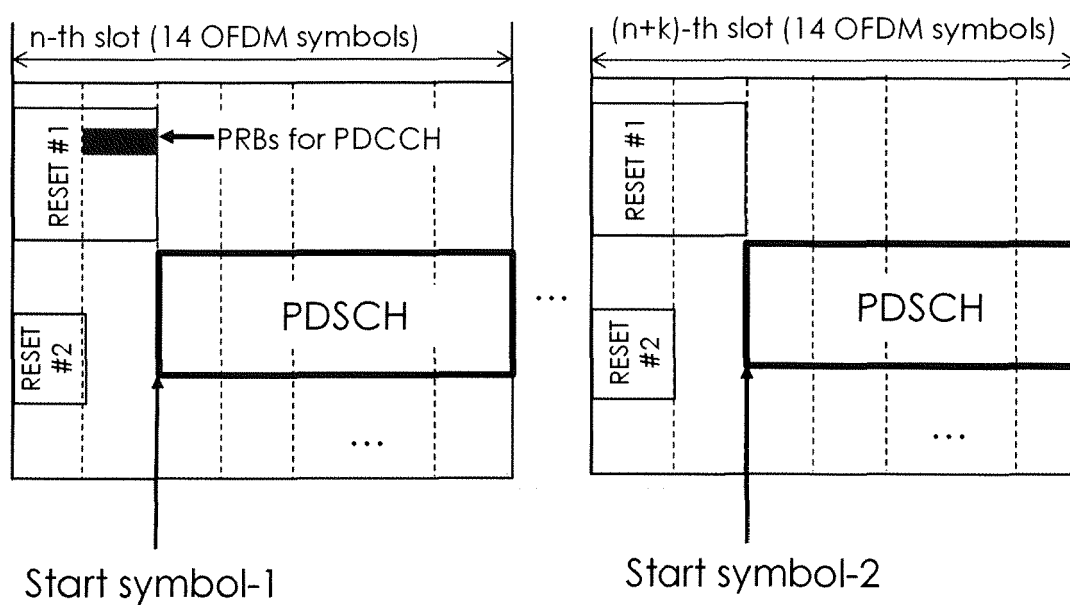 n-th slot (14 OFDM symbols)
(n+k)-th slot (14 OFDM symbols)
RESET #1
PRBs for PDCCH
RESET #1
PDSCH
...
PDSCH
RESET
#2
RESET
#2
...
...
Start symbol-1
Start symbol-2